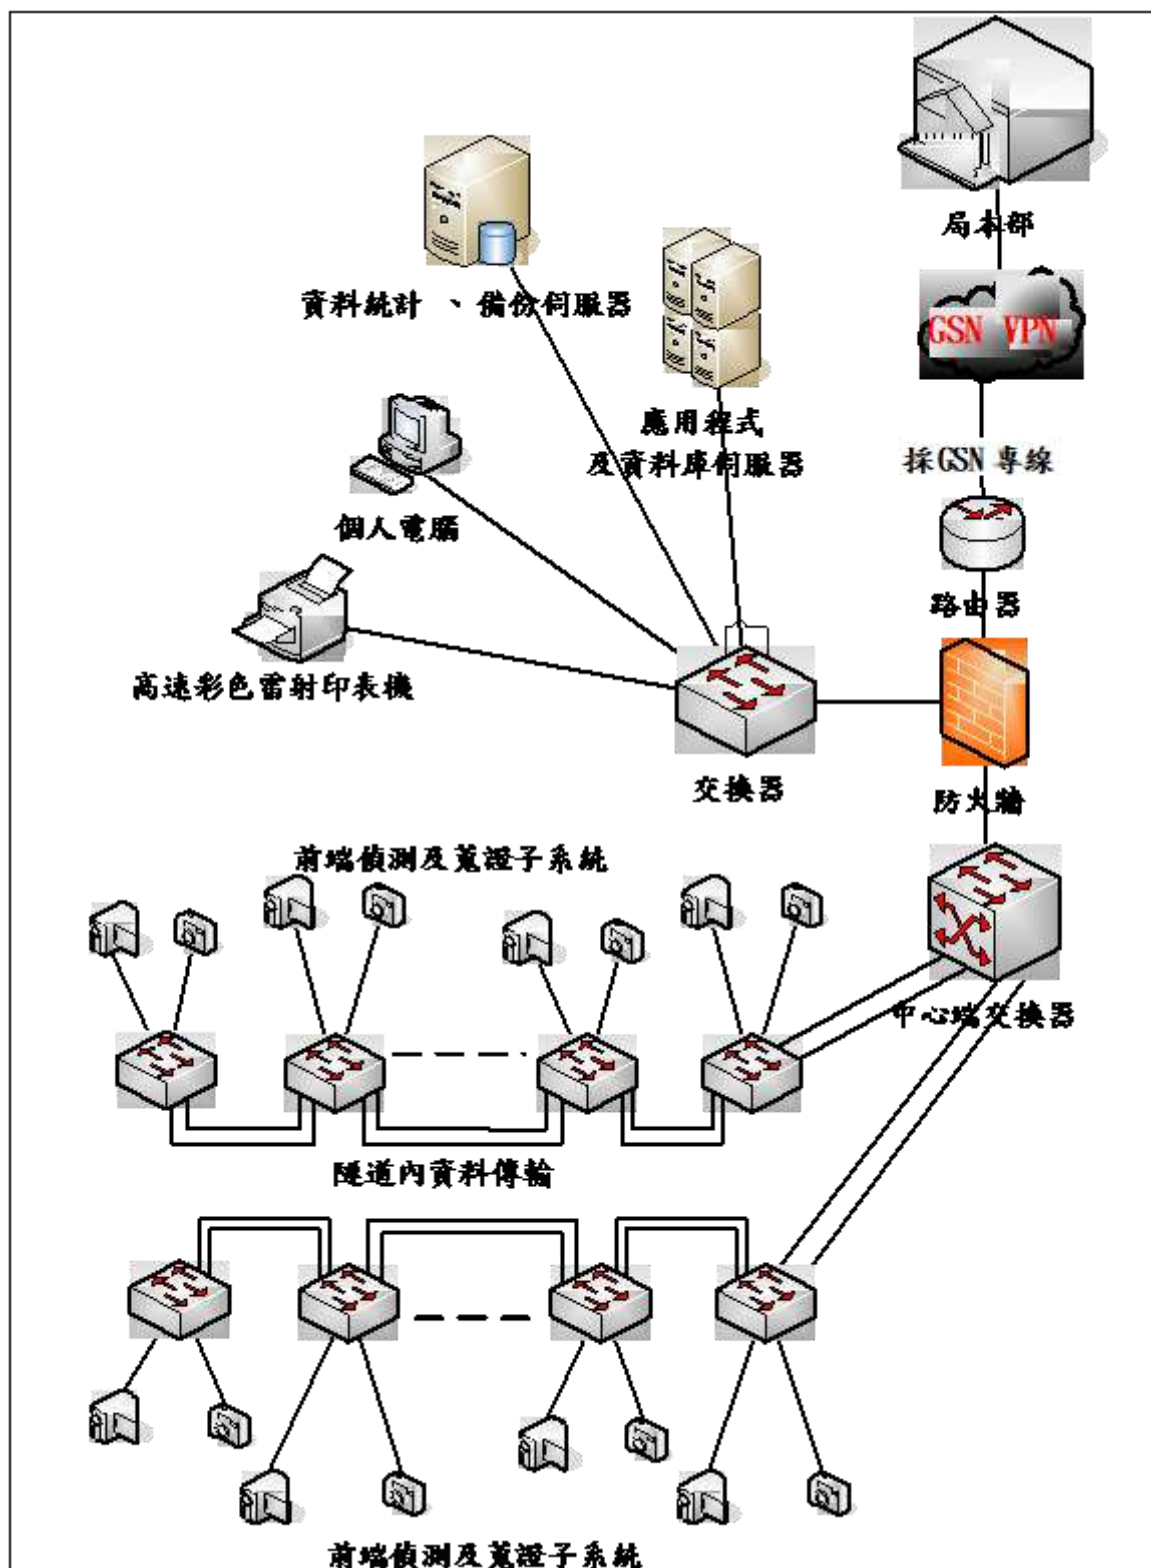 局本部
資料統計 、 備份伺服器
GSN VPN
應用程式
及資料庫伺服器
採GSN 專線
個人電腦
路由器
高速彩色雷射印表機
交換器
防火牆
前端偵測及蒐證子系統
中心端交換器
隧道內資料傳輸
前端偵測及蒐證子系統